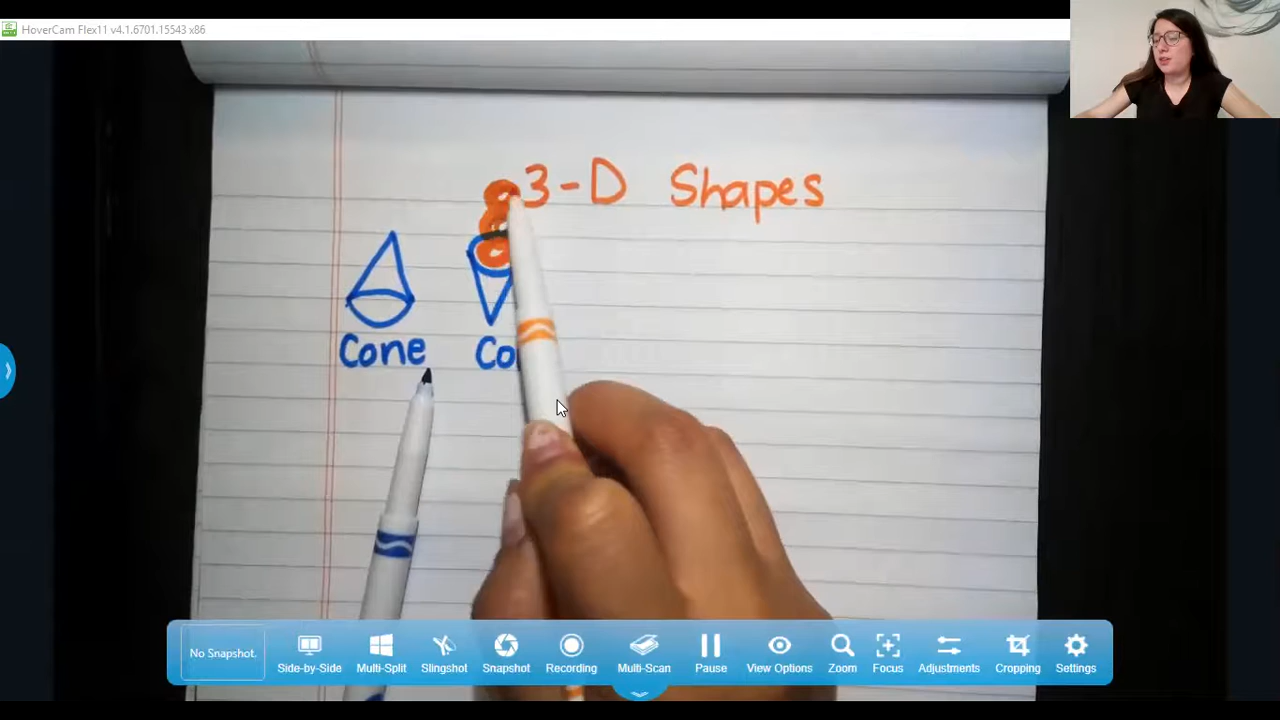 HoverCam Flex11 v4.1.6701.15543 x86
3-D Shapes
Cone Co
No Snapshot.
Side-by-Side Multi-Split Slingshot Snapshot Recording Multi-Scan Pause View Options Zoom Focus Adjustments Cropping Settings